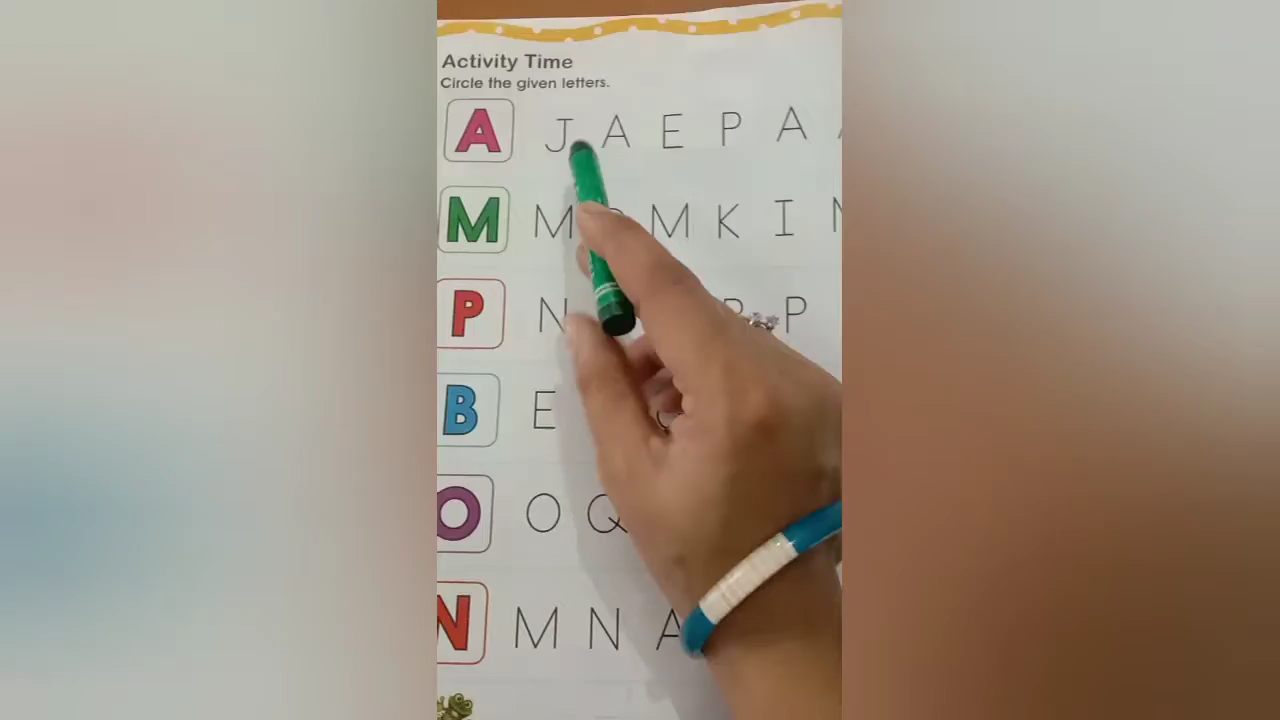 Activity Time
Circle the given letters.
A J A E P A
M M M K I
P N P
B E
O O Q
N M N A